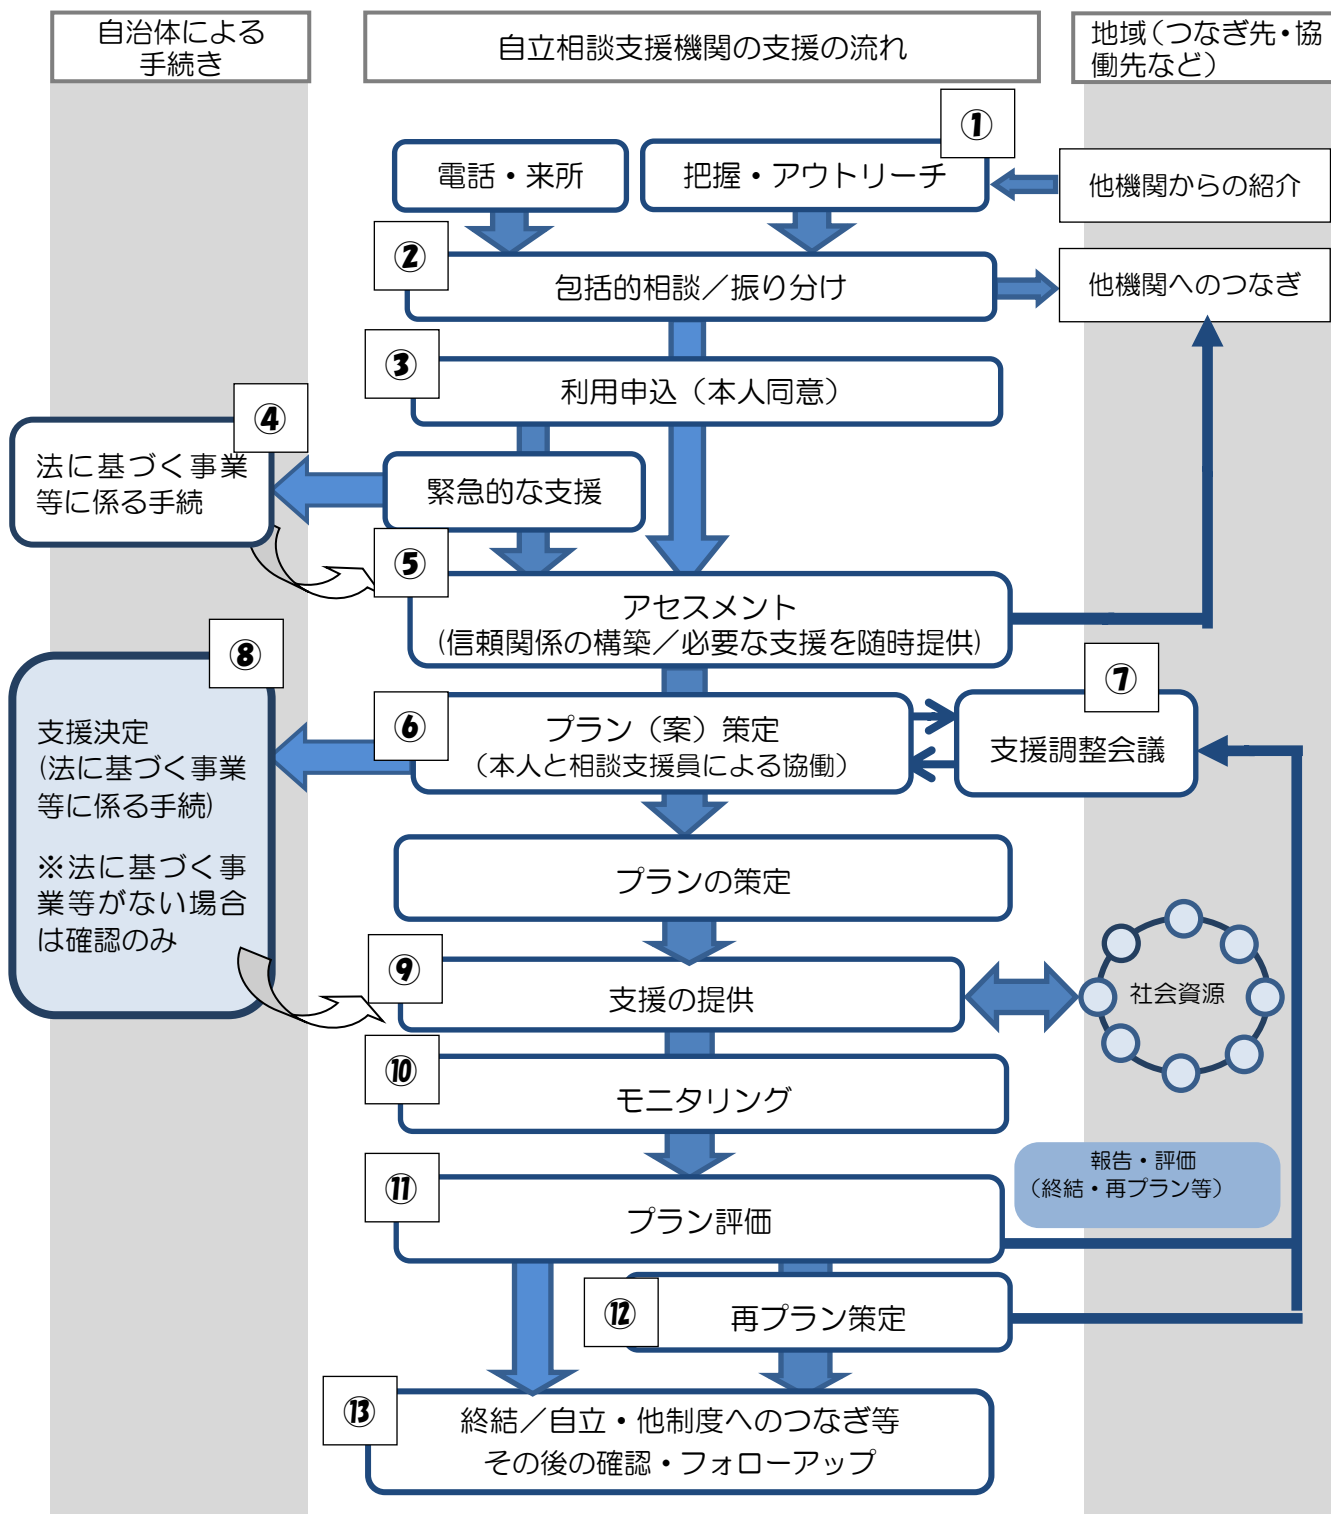 自治体による
手続き
自立相談支援機関の支援の流れ
地域（つなぎ先・協
働先など）
①
電話・来所
把握・アウトリーチ
他機関からの紹介
②
包括的相談／振り分け
他機関へのつなぎ
③
利用申込（本人同意）
④
法に基づく事業
等に係る手続
緊急的な支援
⑤
アセスメント
(信頼関係の構築／必要な支援を随時提供)
⑧
支援決定
(法に基づく事業
等に係る手続)
※法に基づく事
業等がない場合
は確認のみ
⑥
プラン（案）策定
（本人と相談支援員による協働）
⑦
支援調整会議
プランの策定
⑨
支援の提供
社会資源
⑩
モニタリング
報告・評価
（終結・再プラン等）
⑪
プラン評価
⑫
再プラン策定
⑬
終結／自立・他制度へのつなぎ等
その後の確認・フォローアップ